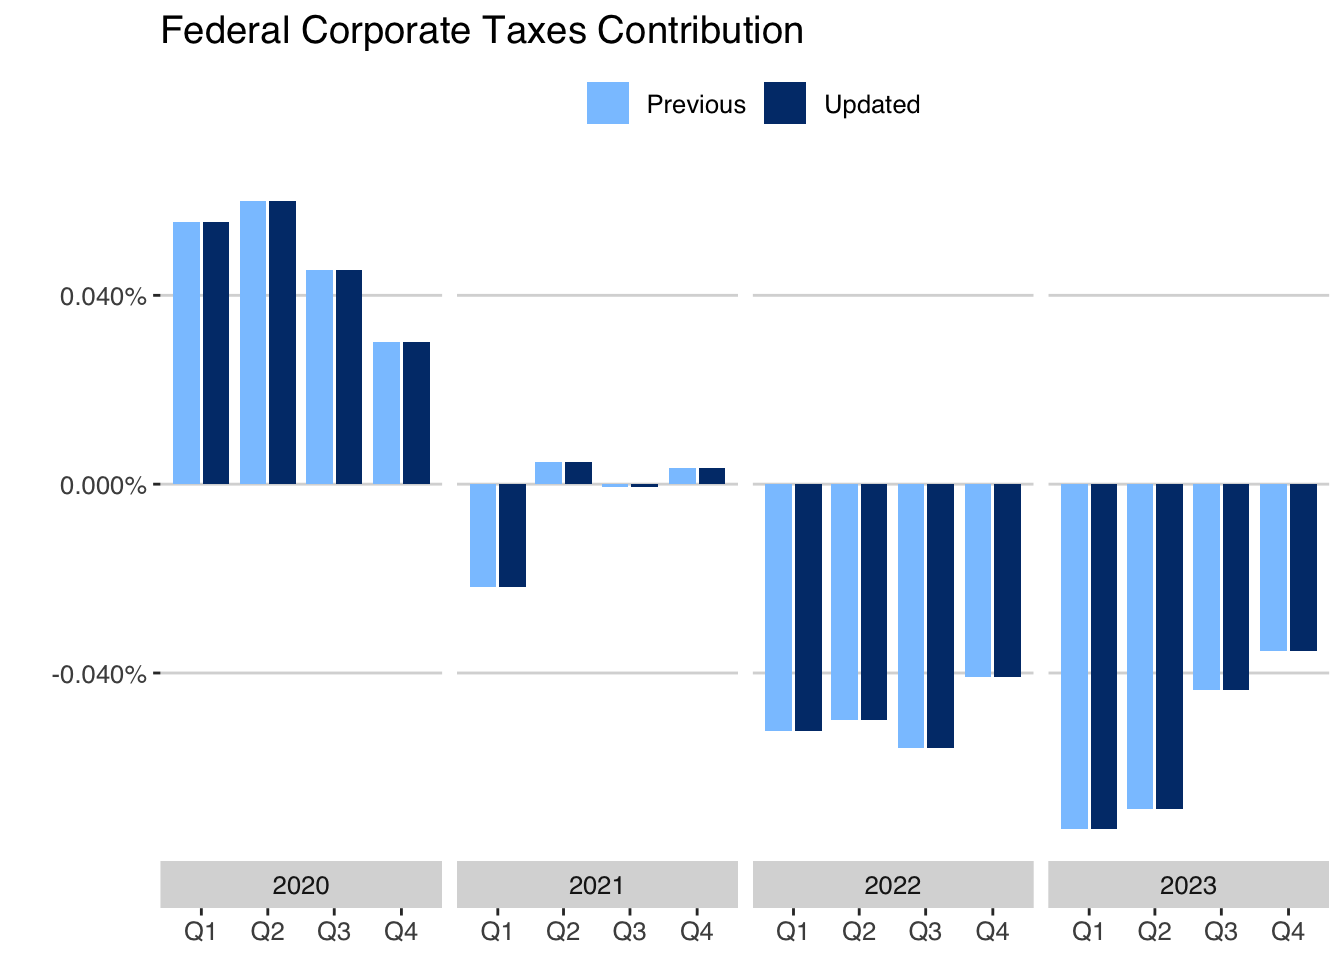 Federal Corporate Taxes Contribution
Previous Updated
0.040%
0.000%
-0.040%
2020 2021 2022 2023
Q1 Q2 Q3 Q4 Q1 Q2 Q3 Q4 Q1 Q2 Q3 Q4 Q1 Q2 Q3 Q4